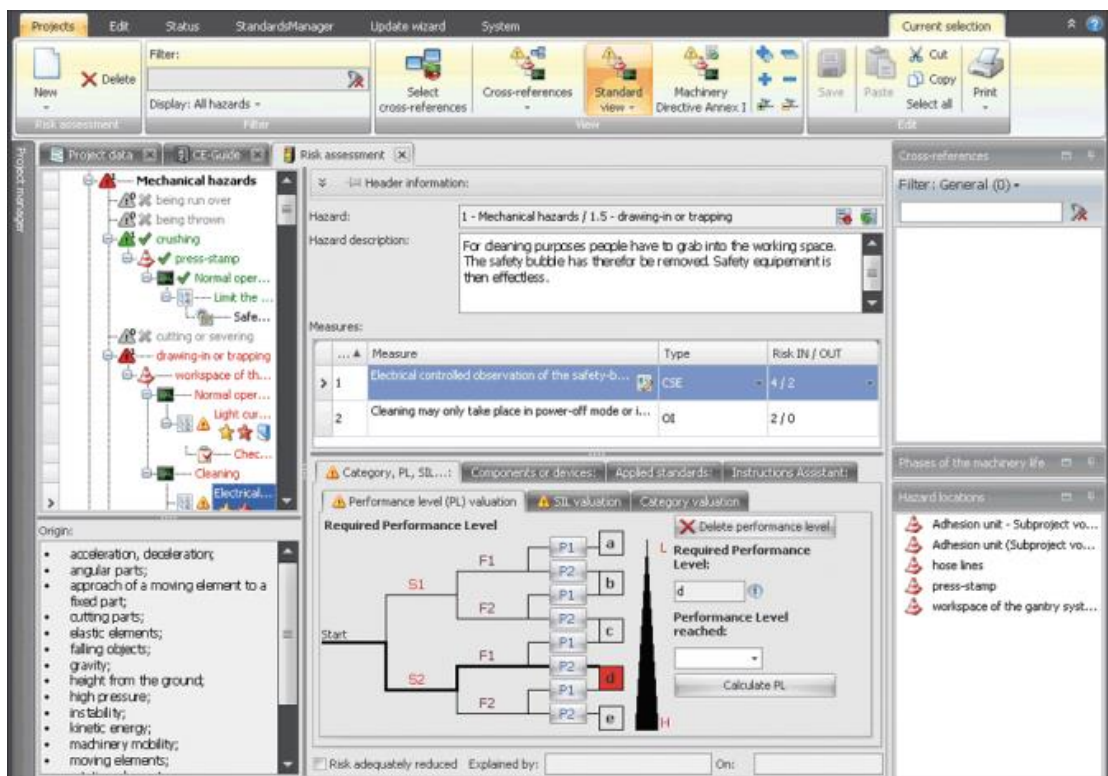 Projects Edit Status StandardsManager Update wizard System Current selection
New
Delete
Filter:
Display: All hazards
Select cross-references
Cross-references
Standard view
Machinery Directive Annex I
Save
Paste
Cut
Copy
Select all
Print
Risk assessment Filter View Edit
Project manager
Project data CE-Guide Risk assessment
Mechanical hazards
being run over
being thrown
crushing
press-stamp
Normal oper...
Limit the ...
Safe...
cutting or severing
drawing-in or trapping
workspace of th...
Normal oper...
Light cur...
Chec...
Cleaning
Electrical...
Origin:
• acceleration, deceleration;
• angular parts;
• approach of a moving element to a
fixed part;
• cutting parts;
• elastic elements;
• falling objects;
• gravity;
• height from the ground;
• high pressure;
• instability;
• kinetic energy;
• machinery mobility;
• moving elements;
Header information:
Hazard: 1 - Mechanical hazards / 1.5 - drawing-in or trapping
Hazard description: For cleaning purposes people have to grab into the working space.
The safety bubble has therefor be removed. Safety equipement is
then effectless.
Measures:
... Measure Type Risk IN / OUT
1 Electrical controlled observation of the safety-b... CSE 4 / 2
2 Cleaning may only take place in power-off mode or i... OI 2 / 0
Category, PL, SIL...: Components or devices: Applied standards: Instructions Assistant:
Performance level (PL) valuation SIL valuation Category valuation
Required Performance Level
Start
S1
S2
F1
F2
F1
F2
P1
P2
P1
P2
P1
P2
P1
P2
a
b
c
d
e
L
H
Delete performance level
Required Performance
Level:
d
Performance Level
reached:
Calculate PL
Risk adequately reduced Explained by: On:
Cross-references
Filter: General (0)
Phases of the machinery life
Hazard locations
Adhesion unit - Subproject vo...
Adhesion unit (Subproject vo...
hose lines
press-stamp
workspace of the gantry syst...